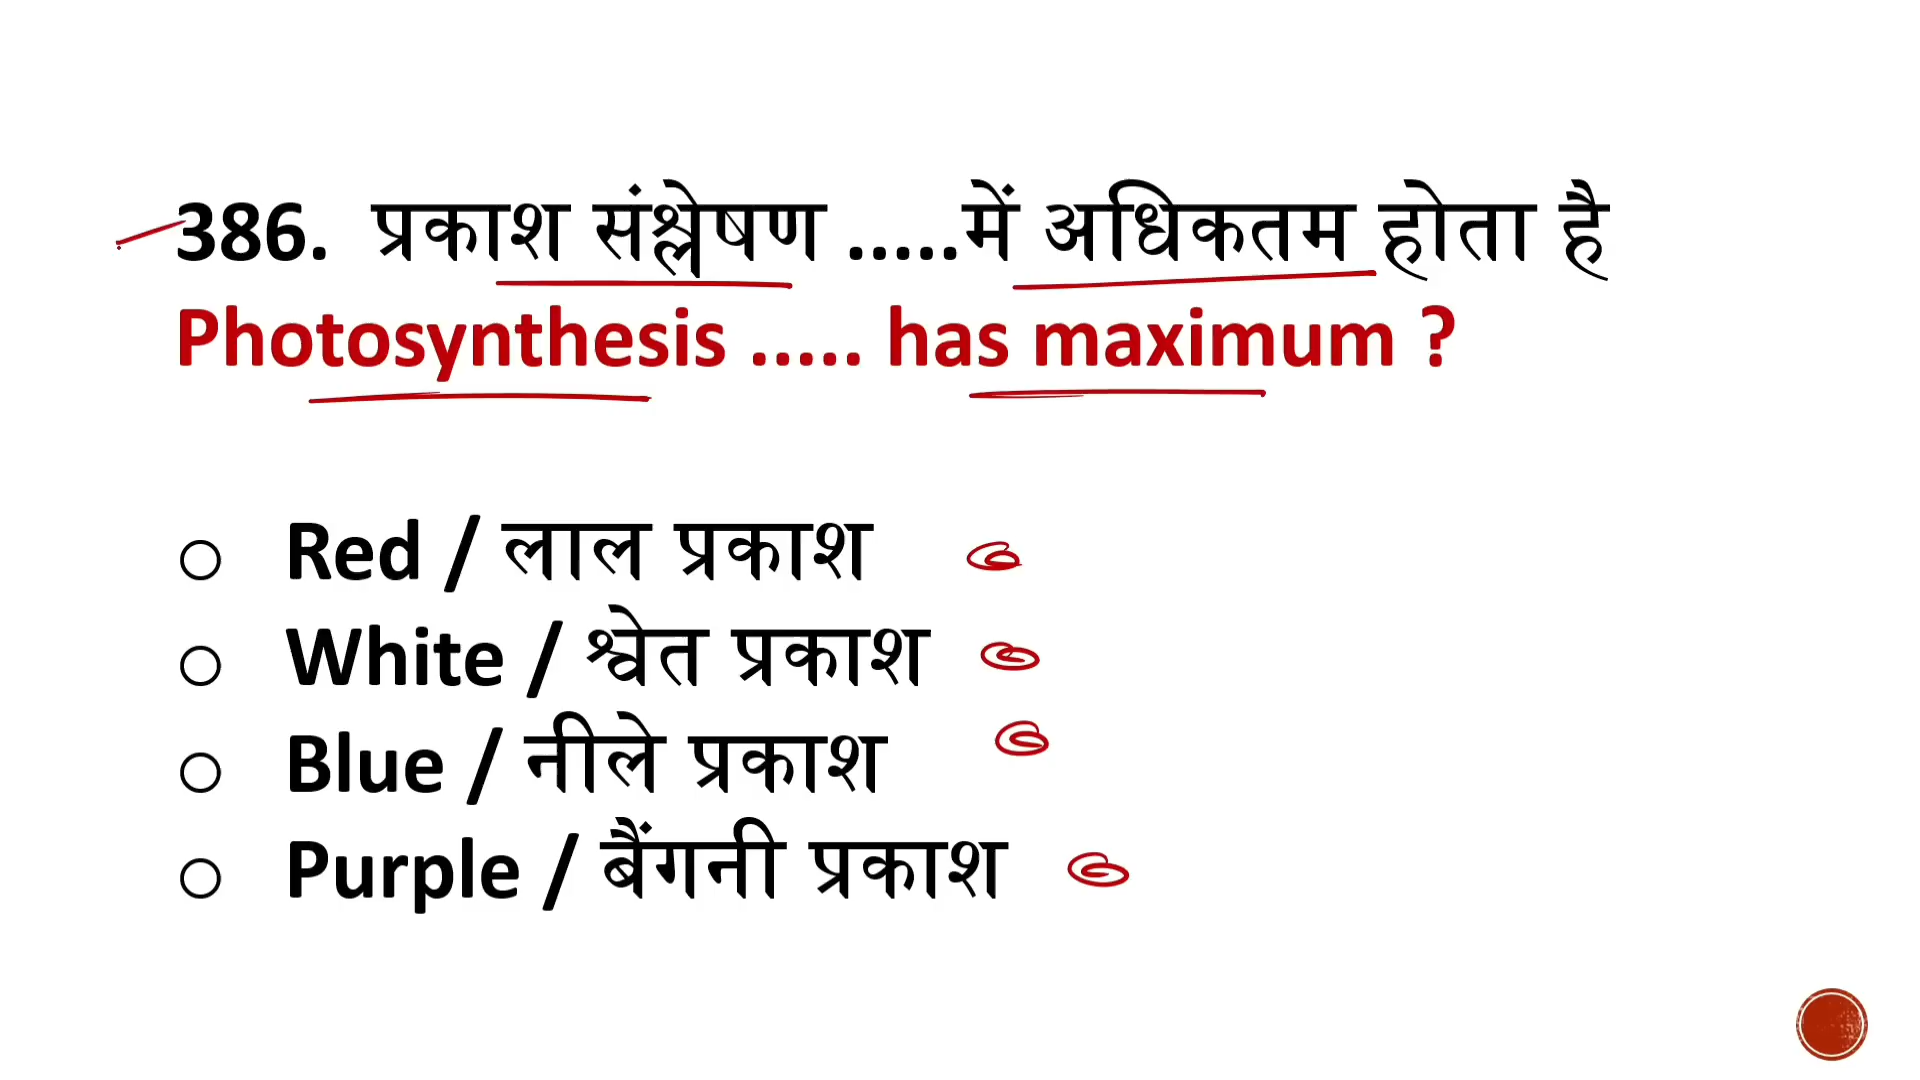 386. प्रकाश संश्लेषण .....में अधिकतम होता है
Photosynthesis ..... has maximum ?
Red / लाल प्रकाश
White / श्वेत प्रकाश
Blue / नीले प्रकाश
Purple / बैंगनी प्रकाश